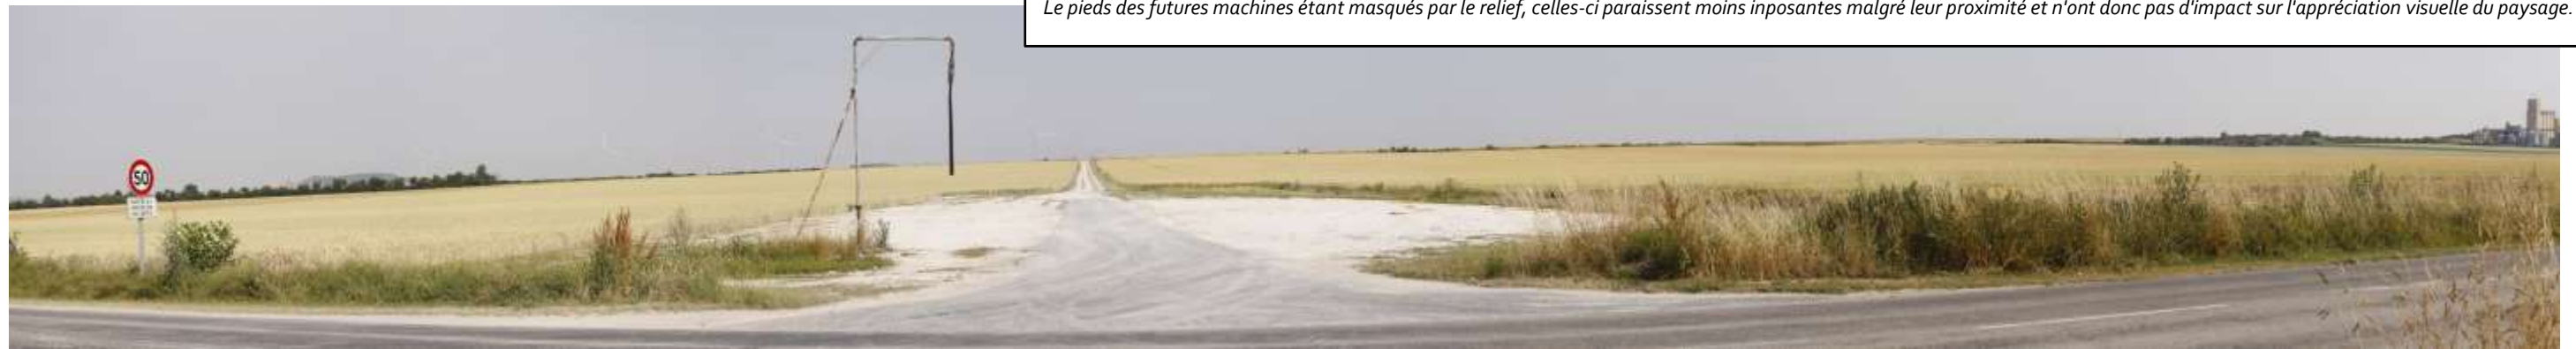 Le pieds des futures machines étant masqués par le relief, celles-ci paraissent moins inposantes malgré leur proximité et n'ont donc pas d'impact sur l'appréciation visuelle du paysage.
50